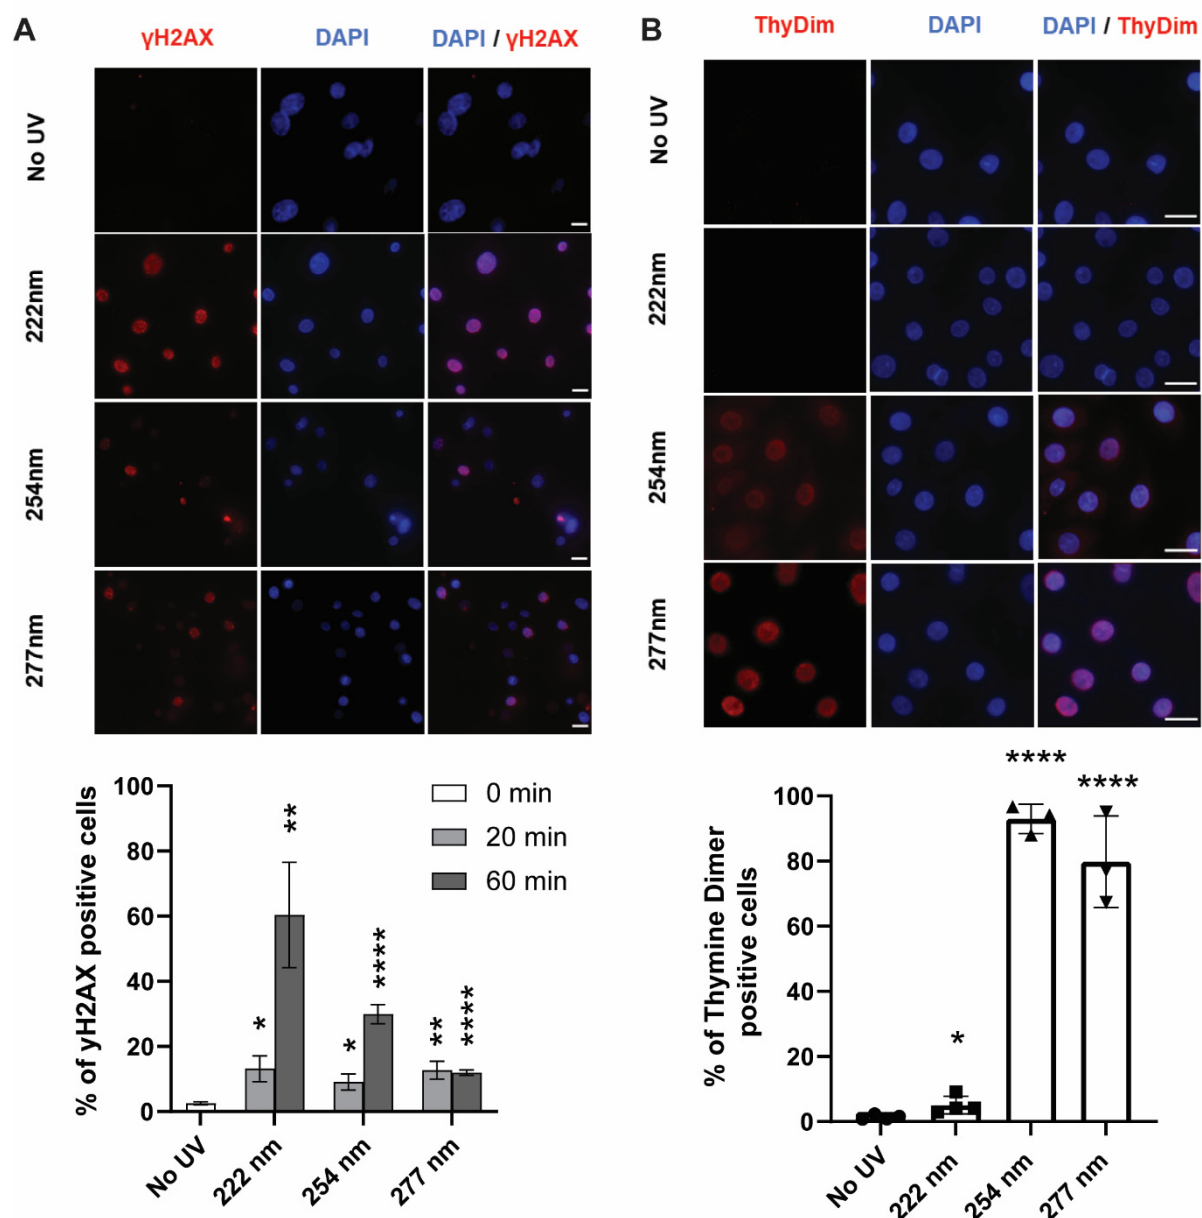 A
γH2AX DAPI DAPI / γH2AX
No UV
222nm
254nm
277nm
% of yH2AX positive cells
100
80
60
40
20
0
0 min
20 min
60 min
*
**
*
****
**
****
No UV
222 nm
254 nm
277 nm
B
ThyDim DAPI DAPI / ThyDim
No UV
222nm
254nm
277nm
% of Thymine Dimer
positive cells
100
80
60
40
20
0
*
****
****
No UV
222 nm
254 nm
277 nm